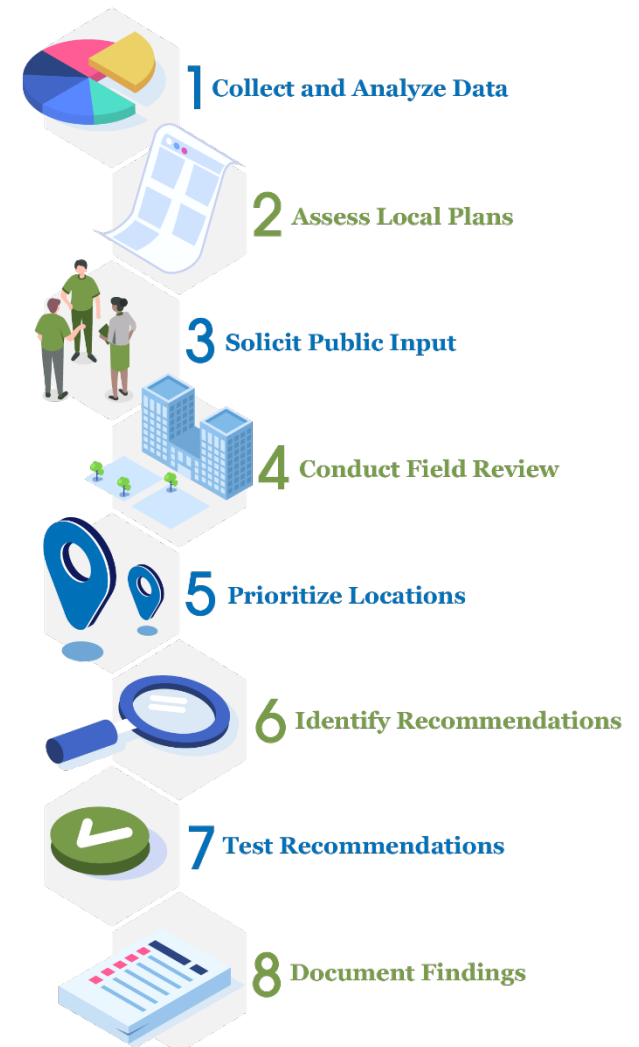 1 Collect and Analyze Data
2 Assess Local Plans
3 Solicit Public Input
4 Conduct Field Review
5 Prioritize Locations
6 Identify Recommendations
7 Test Recommendations
8 Document Findings